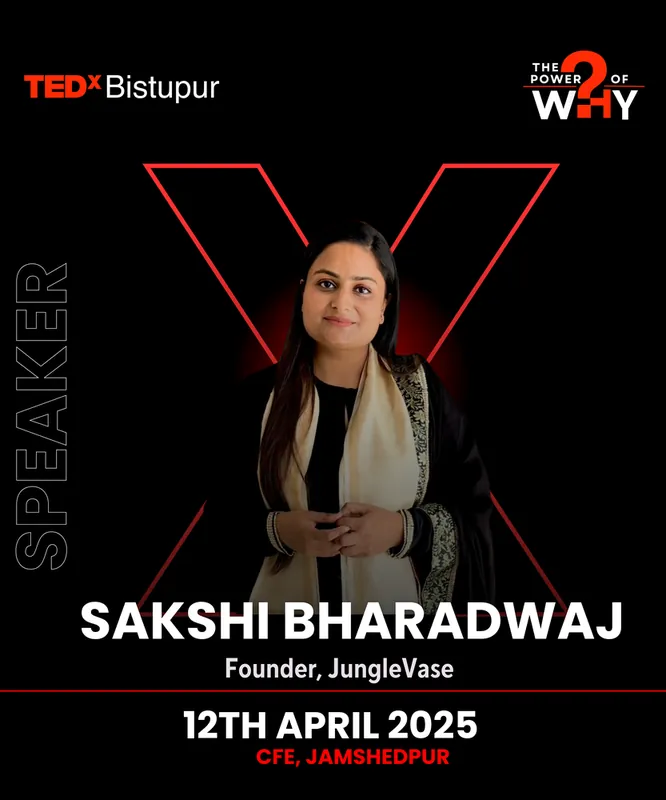 TEDx Bistupur
THE
POWER OF
WHY
SPEAKER
SAKSHI BHARADWAJ
Founder, JungleVase
12TH APRIL 2025
CFE, JAMSHEDPUR